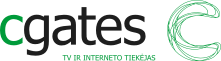 cgates
TV IR INTERNETO TIEKĖJAS